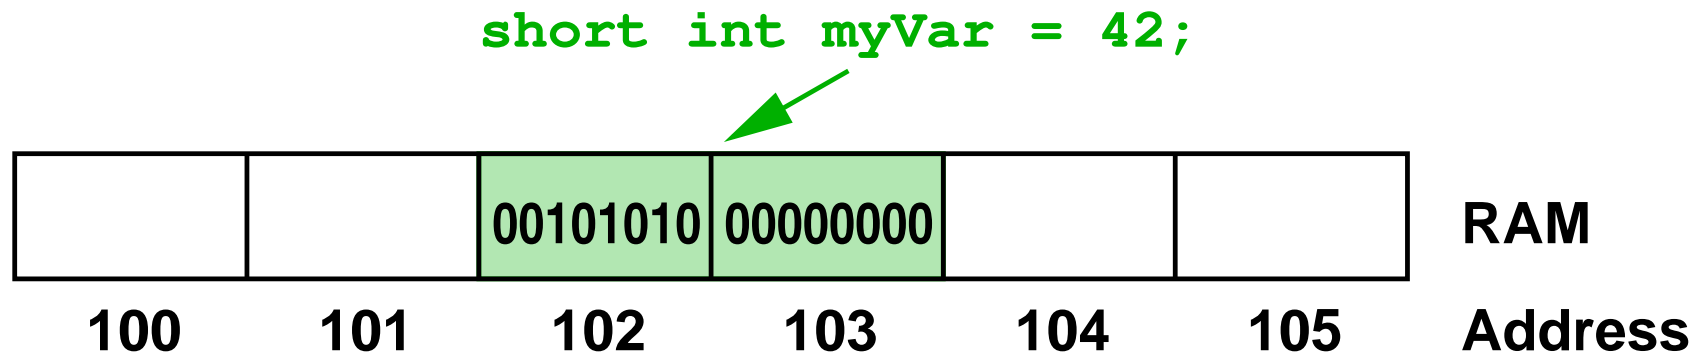 short int myVar = 42;
00101010 00000000 RAM
100 101 102 103 104 105 Address